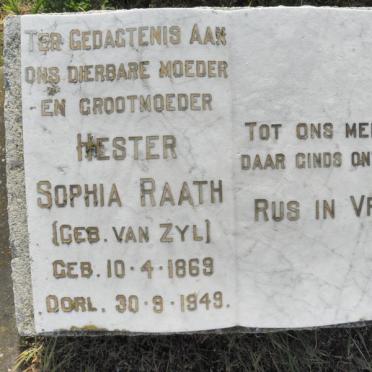 TER GEDAGTENIS AAN
ONS DIERBARE MOEDER
EN GROOTMOEDER
HESTER
SOPHIA RAATH
(GEB. VAN ZYL)
GEB. 10-4-1869
OORL. 30-9-1949.
TOT ONS
DAAR GINDS
RUS IN